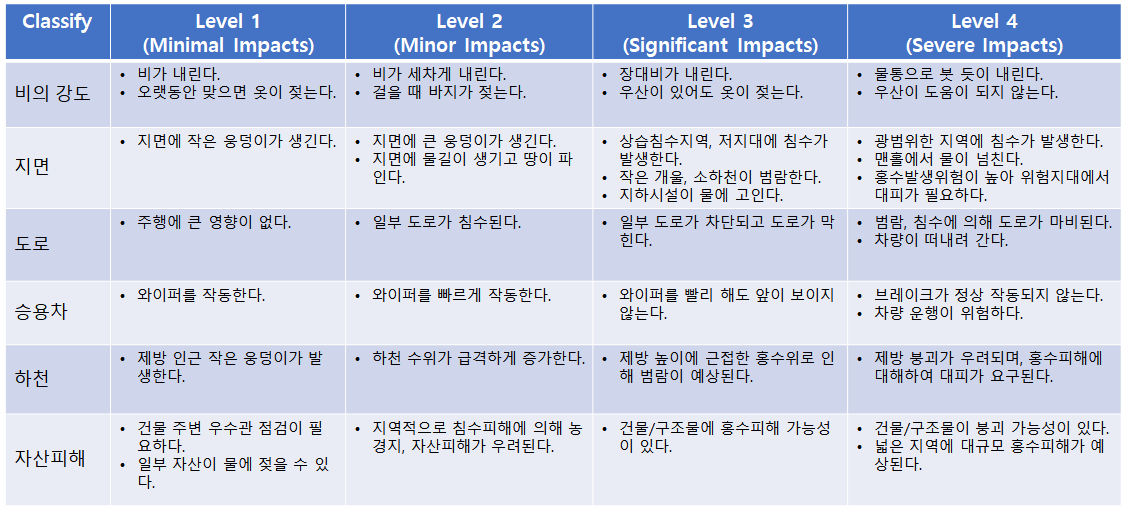 Classify
Level 1
(Minimal Impacts)
Level 2
(Minor Impacts)
Level 3
(Significant Impacts)
Level 4
(Severe Impacts)
비의 강도
• 비가 내린다.
• 오랫동안 맞으면 옷이 젖는다.
• 비가 세차게 내린다.
• 걸을 때 바지가 젖는다.
• 장대비가 내린다.
• 우산이 있어도 옷이 젖는다.
• 물통으로 붓 듯이 내린다.
• 우산이 도움이 되지 않는다.
지면
• 지면에 작은 웅덩이가 생긴다.
• 지면에 큰 웅덩이가 생긴다.
• 지면에 물길이 생기고 땅이 파
인다.
• 상습침수지역, 저지대에 침수가
발생한다.
• 작은 개울, 소하천이 범람한다.
• 지하시설이 물에 고인다.
• 광범위한 지역에 침수가 발생한다.
• 맨홀에서 물이 넘친다.
• 홍수발생위험이 높아 위험지대에서
대피가 필요하다.
도로
• 주행에 큰 영향이 없다.
• 일부 도로가 침수된다.
• 일부 도로가 차단되고 도로가 막
힌다.
• 범람, 침수에 의해 도로가 마비된다.
• 차량이 떠내려 간다.
승용차
• 와이퍼를 작동한다.
• 와이퍼를 빠르게 작동한다.
• 와이퍼를 빨리 해도 앞이 보이지
않는다.
• 브레이크가 정상 작동되지 않는다.
• 차량 운행이 위험하다.
하천
• 제방 인근 작은 웅덩이가 발
생한다.
• 하천 수위가 급격하게 증가한다.
• 제방 높이에 근접한 홍수위로 인
해 범람이 예상된다.
• 제방 붕괴가 우려되며, 홍수피해에
대해하여 대피가 요구된다.
자산피해
• 건물 주변 우수관 점검이 필
요하다.
• 일부 자산이 물에 젖을 수 있
다.
• 지역적으로 침수피해에 의해 농
경지, 자산피해가 우려된다.
• 건물/구조물에 홍수피해 가능성
이 있다.
• 건물/구조물이 붕괴 가능성이 있다.
• 넓은 지역에 대규모 홍수피해가 예
상된다.